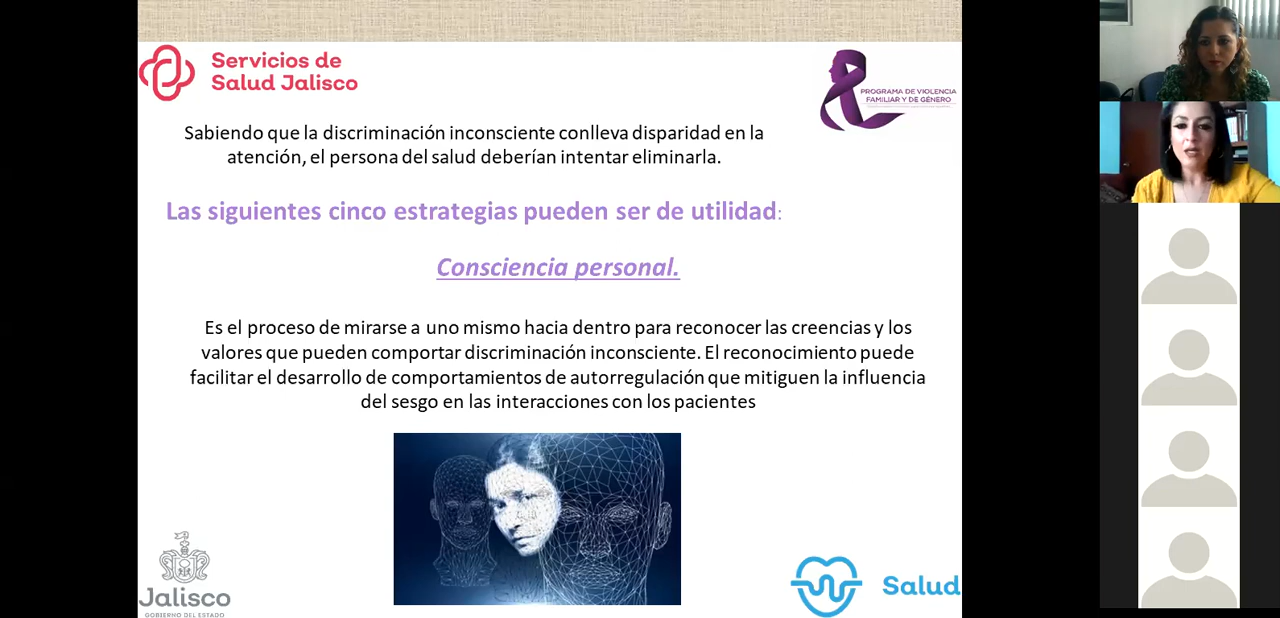 Servicios de
Salud Jalisco
PROGRAMA DE VIOLENCIA
FAMILIAR Y DE GÉNERO
Sabiendo que la discriminación inconsciente conlleva disparidad en la
atención, el persona del salud deberían intentar eliminarla.
Las siguientes cinco estrategias pueden ser de utilidad:
Consciencia personal.
Es el proceso de mirarse a uno mismo hacia dentro para reconocer las creencias y los
valores que pueden comportar discriminación inconsciente. El reconocimiento puede
facilitar el desarrollo de comportamientos de autorregulación que mitiguen la influencia
del sesgo en las interacciones con los pacientes
Jalisco
GOBIERNO DEL ESTADO
Salud